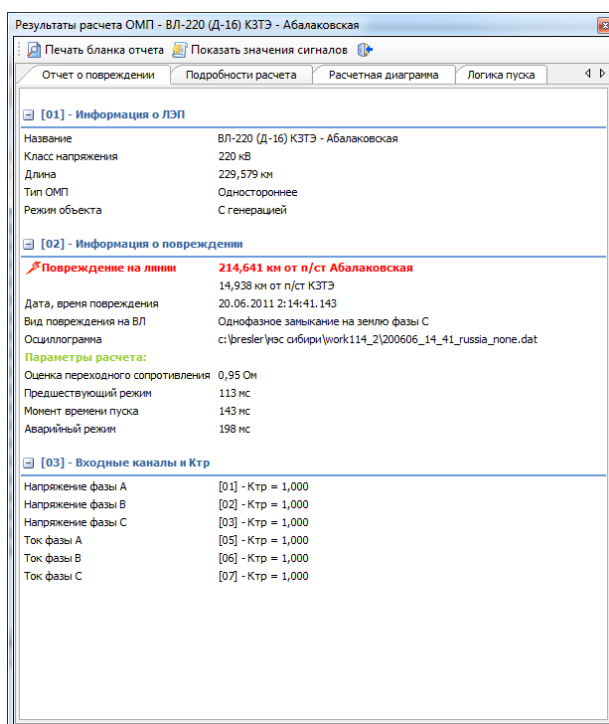 Результаты расчета ОМП - ВЛ-220 (Д-16) КЗТЭ - Абалаковская
Печать бланка отчета Показать значения сигналов
Отчет о повреждении Подробности расчета Расчетная диаграмма Логика пуска
[01] - Информация о ЛЭП
Название ВЛ-220 (Д-16) КЗТЭ - Абалаковская
Класс напряжения 220 кВ
Длина 229,579 км
Тип ОМП Одностороннее
Режим объекта С генерацией
[02] - Информация о повреждении
Повреждение на линии 214,641 км от п/ст Абалаковская
14,938 км от п/ст КЗТЭ
Дата, время повреждения 20.06.2011 2:14:41.143
Вид повреждения на ВЛ Однофазное замыкание на землю фазы С
Осциллограмма c:\bresler\мэс сибири\work114_2\200606_14_41_russia_none.dat
Параметры расчета:
Оценка переходного сопротивления 0,95 Ом
Предшествующий режим 113 мс
Момент времени пуска 143 мс
Аварийный режим 198 мс
[03] - Входные каналы и Ктр
Напряжение фазы А [01] - Ктр = 1,000
Напряжение фазы В [02] - Ктр = 1,000
Напряжение фазы С [03] - Ктр = 1,000
Ток фазы А [05] - Ктр = 1,000
Ток фазы В [06] - Ктр = 1,000
Ток фазы С [07] - Ктр = 1,000